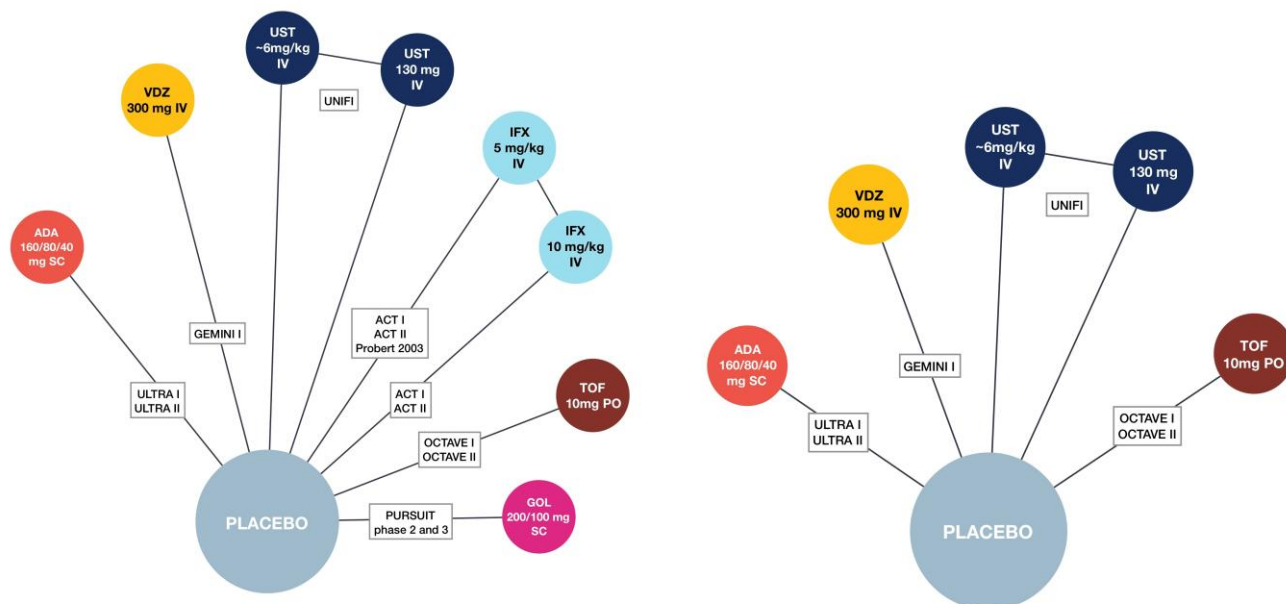 UST
~6mg/kg
IV
UST
130 mg
IV
UNIFI
VDZ
300 mg IV
IFX
5 mg/kg
IV
ADA
160/80/40
mg SC
IFX
10 mg/kg
IV
GEMINI I
ACT I
ACT II
Probert 2003
ULTRA I
ULTRA II
ACT I
ACT II
TOF
10mg PO
OCTAVE I
OCTAVE II
PLACEBO
PURSUIT
phase 2 and 3
GOL
200/100 mg
SC
UST
~6mg/kg
IV
UST
130 mg
IV
UNIFI
VDZ
300 mg IV
ADA
160/80/40
mg SC
GEMINI I
TOF
10mg PO
ULTRA I
ULTRA II
OCTAVE I
OCTAVE II
PLACEBO